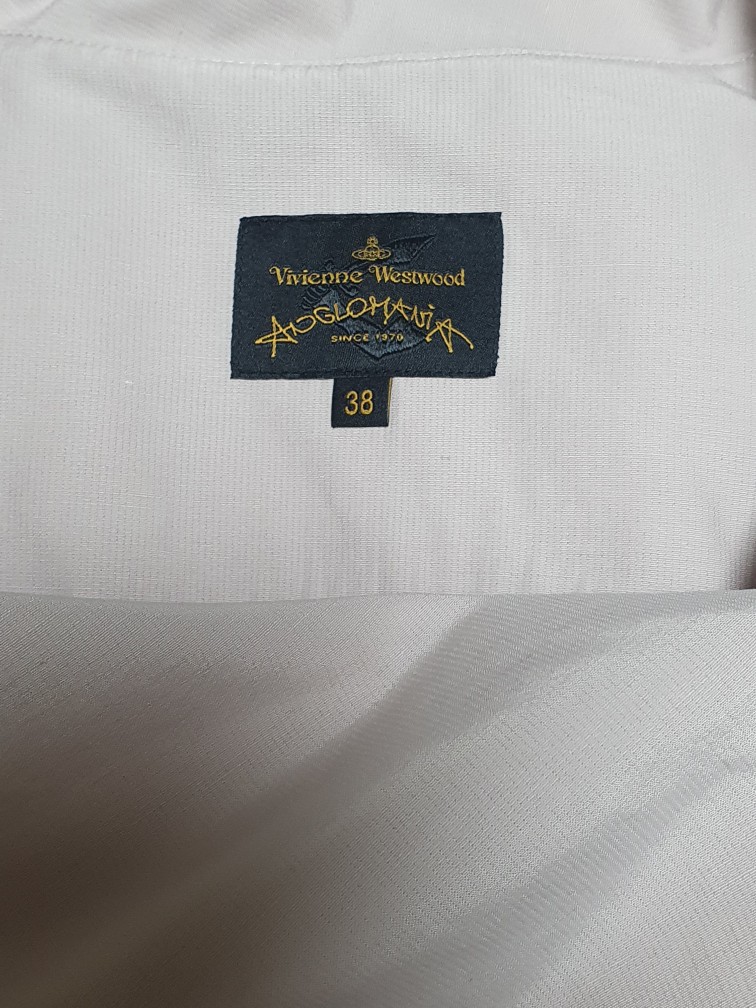 Vivienne Westwood
ANGLOMANIA
SINCE 1970
38